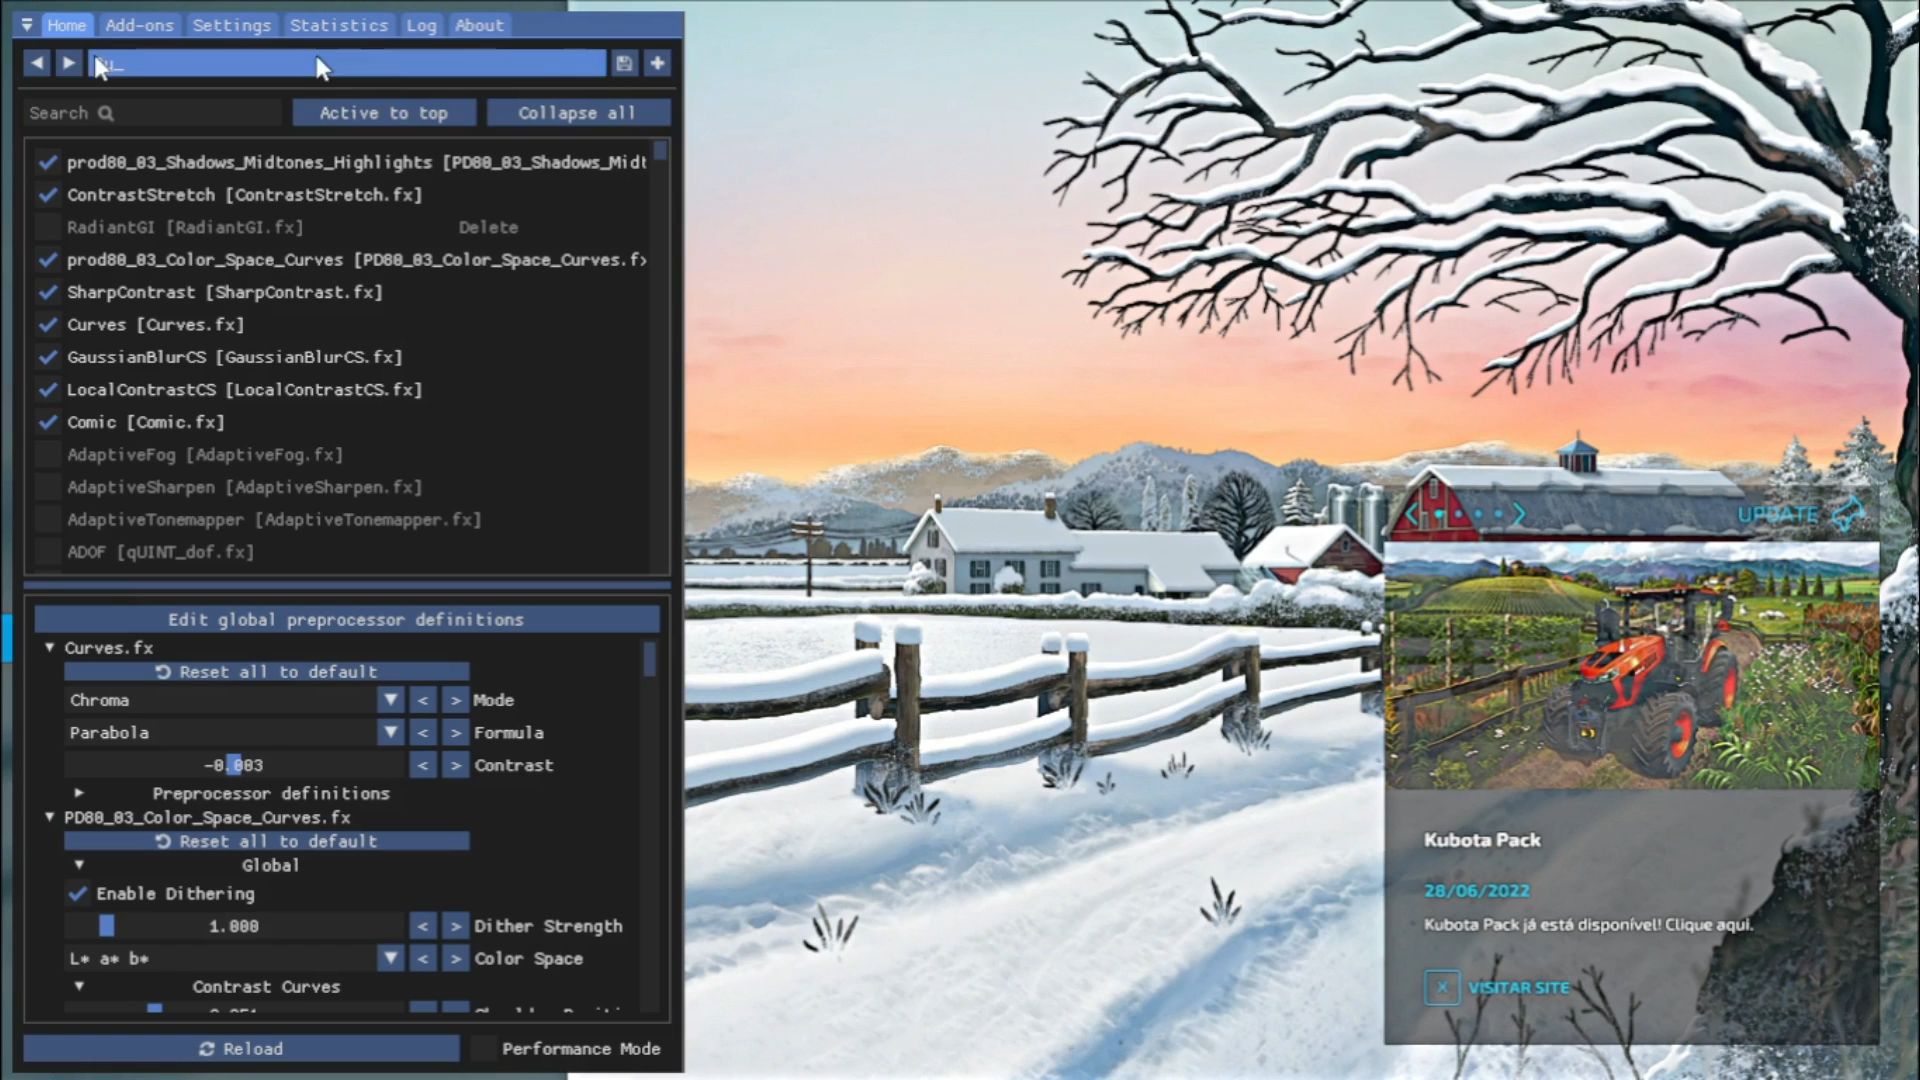 Home Add-ons Settings Statistics Log About
Search Active to top Collapse all
prod80_03_Shadows_Midtones_Highlights [PD80_03_Shadows_Midt
ContrastStretch [ContrastStretch.fx]
RadiantGI [RadiantGI.fx] Delete
prod80_03_Color_Space_Curves [PD80_03_Color_Space_Curves.fx
SharpContrast [SharpContrast.fx]
Curves [Curves.fx]
GaussianBlurCS [GaussianBlurCS.fx]
LocalContrastCS [LocalContrastCS.fx]
Comic [Comic.fx]
AdaptiveFog [AdaptiveFog.fx]
AdaptiveSharpen [AdaptiveSharpen.fx]
AdaptiveTonemapper [AdaptiveTonemapper.fx]
ADOF [qUINT_dof.fx]
Edit global preprocessor definitions
Curves.fx
Reset all to default
Chroma < > Mode
Parabola < > Formula
-0.003 < > Contrast
Preprocessor definitions
PD80_03_Color_Space_Curves.fx
Reset all to default
Global
Enable Dithering
1.000 < > Dither Strength
L* a* b* < > Color Space
Contrast Curves
Reload Performance Mode
UPDATE
Kubota Pack
28/06/2022
Kubota Pack já está disponível! Clique aqui.
X VISITAR SITE